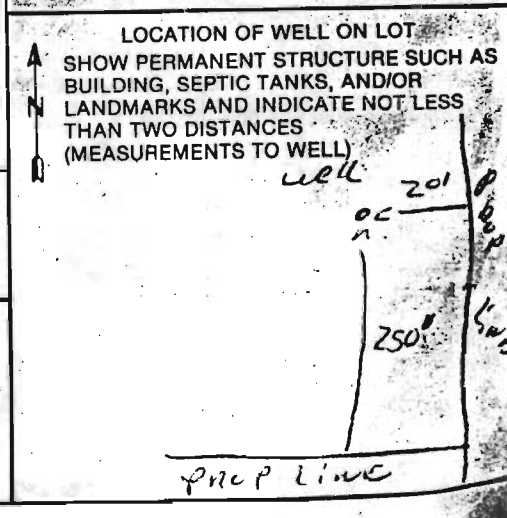 LOCATION OF WELL ON LOT
SHOW PERMANENT STRUCTURE SUCH AS
BUILDING, SEPTIC TANKS, AND/OR
N LANDMARKS AND INDICATE NOT LESS
THAN TWO DISTANCES
(MEASUREMENTS TO WELL)
well
20'
250'
PROP LINE